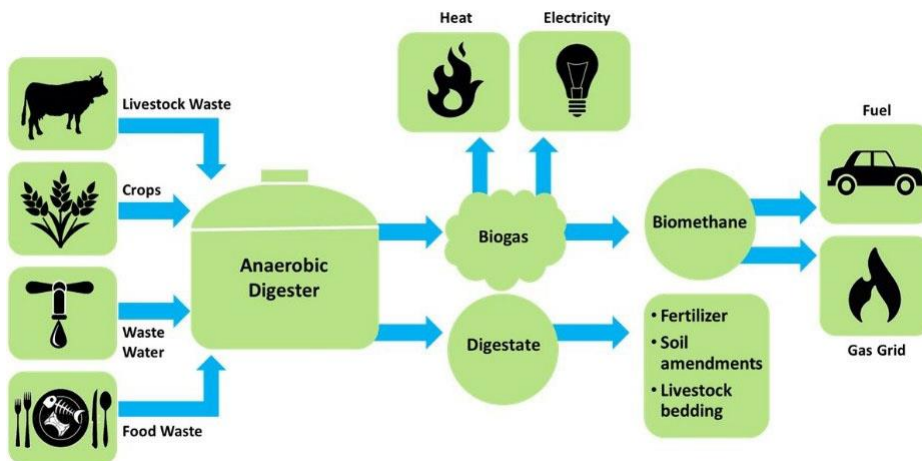 Heat
Electricity
Livestock Waste
Fuel
Crops
Biogas
Biomethane
Anaerobic
Digester
Waste
Water
Digestate
• Fertilizer
• Soil
amendments
• Livestock
bedding
Gas Grid
Food Waste